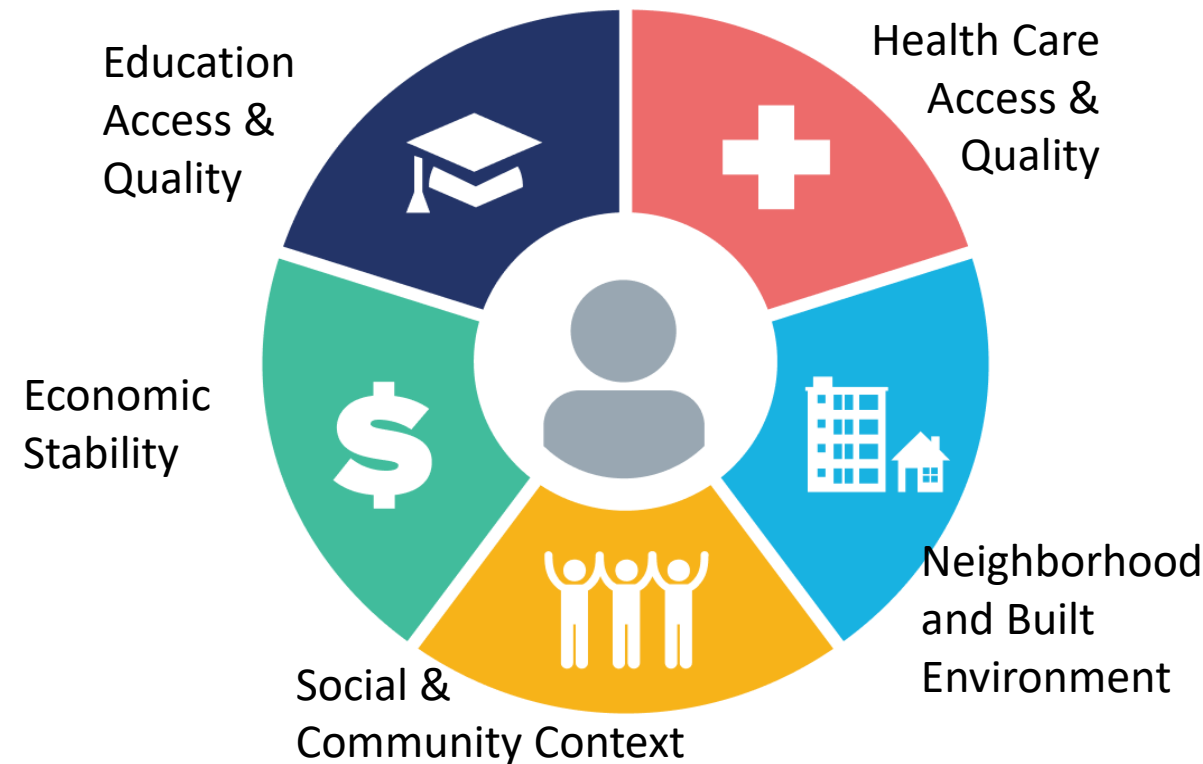 Education
Access &
Quality
Health Care
Access &
Quality
Economic
Stability
Neighborhood
and Built
Environment
Social &
Community Context